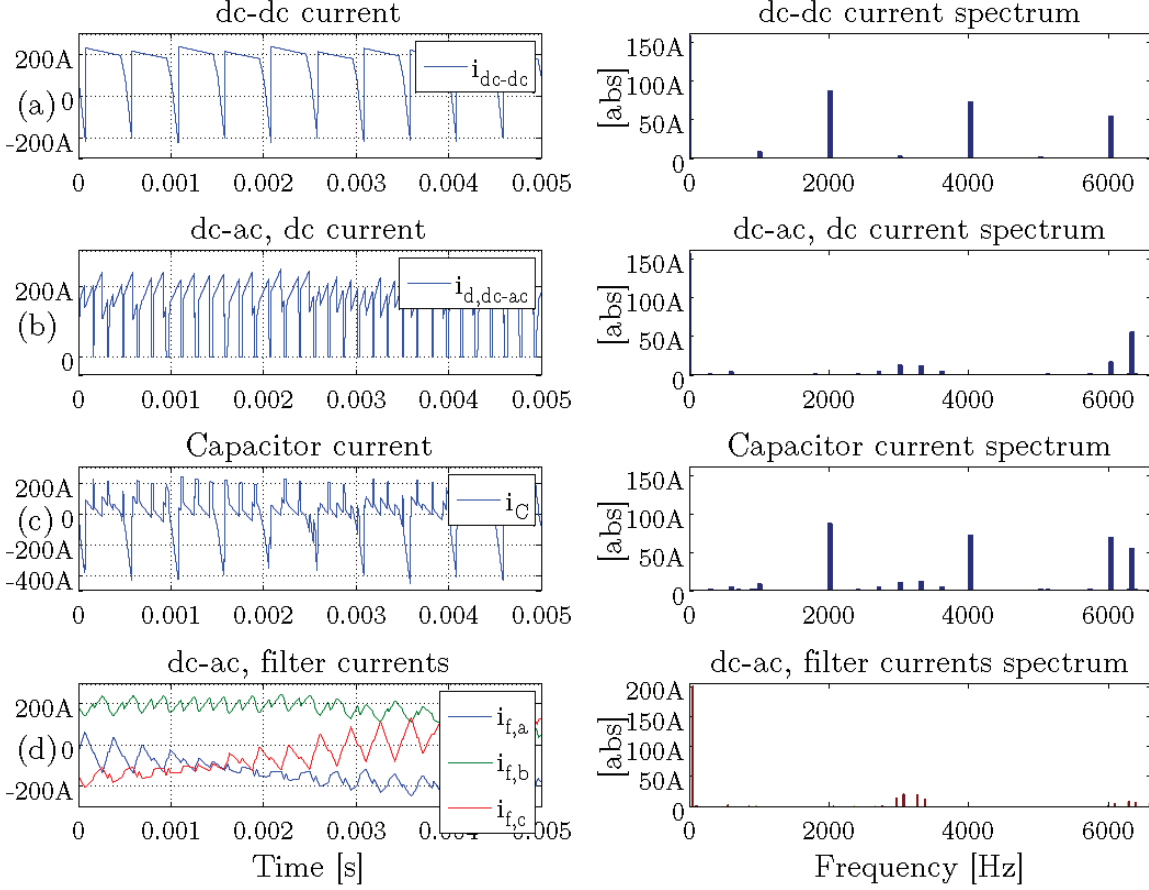 dc-dc current
200A
0
-200A
(a)
i_dc-dc
0 0.001 0.002 0.003 0.004 0.005
dc-dc current spectrum
150A
100A
50A
0
[abs]
0 2000 4000 6000
dc-ac, dc current
200A
0
(b)
i_d,dc-ac
0 0.001 0.002 0.003 0.004 0.005
dc-ac, dc current spectrum
150A
100A
50A
0
[abs]
0 2000 4000 6000
Capacitor current
200A
0
-200A
-400A
(c)
i_C
0 0.001 0.002 0.003 0.004 0.005
Capacitor current spectrum
150A
100A
50A
0
[abs]
0 2000 4000 6000
dc-ac, filter currents
200A
0
-200A
(d)
i_f,a
i_f,b
i_f,c
0 0.001 0.002 0.003 0.004 0.005
Time [s]
dc-ac, filter currents spectrum
200A
150A
100A
50A
0
[abs]
0 2000 4000 6000
Frequency [Hz]